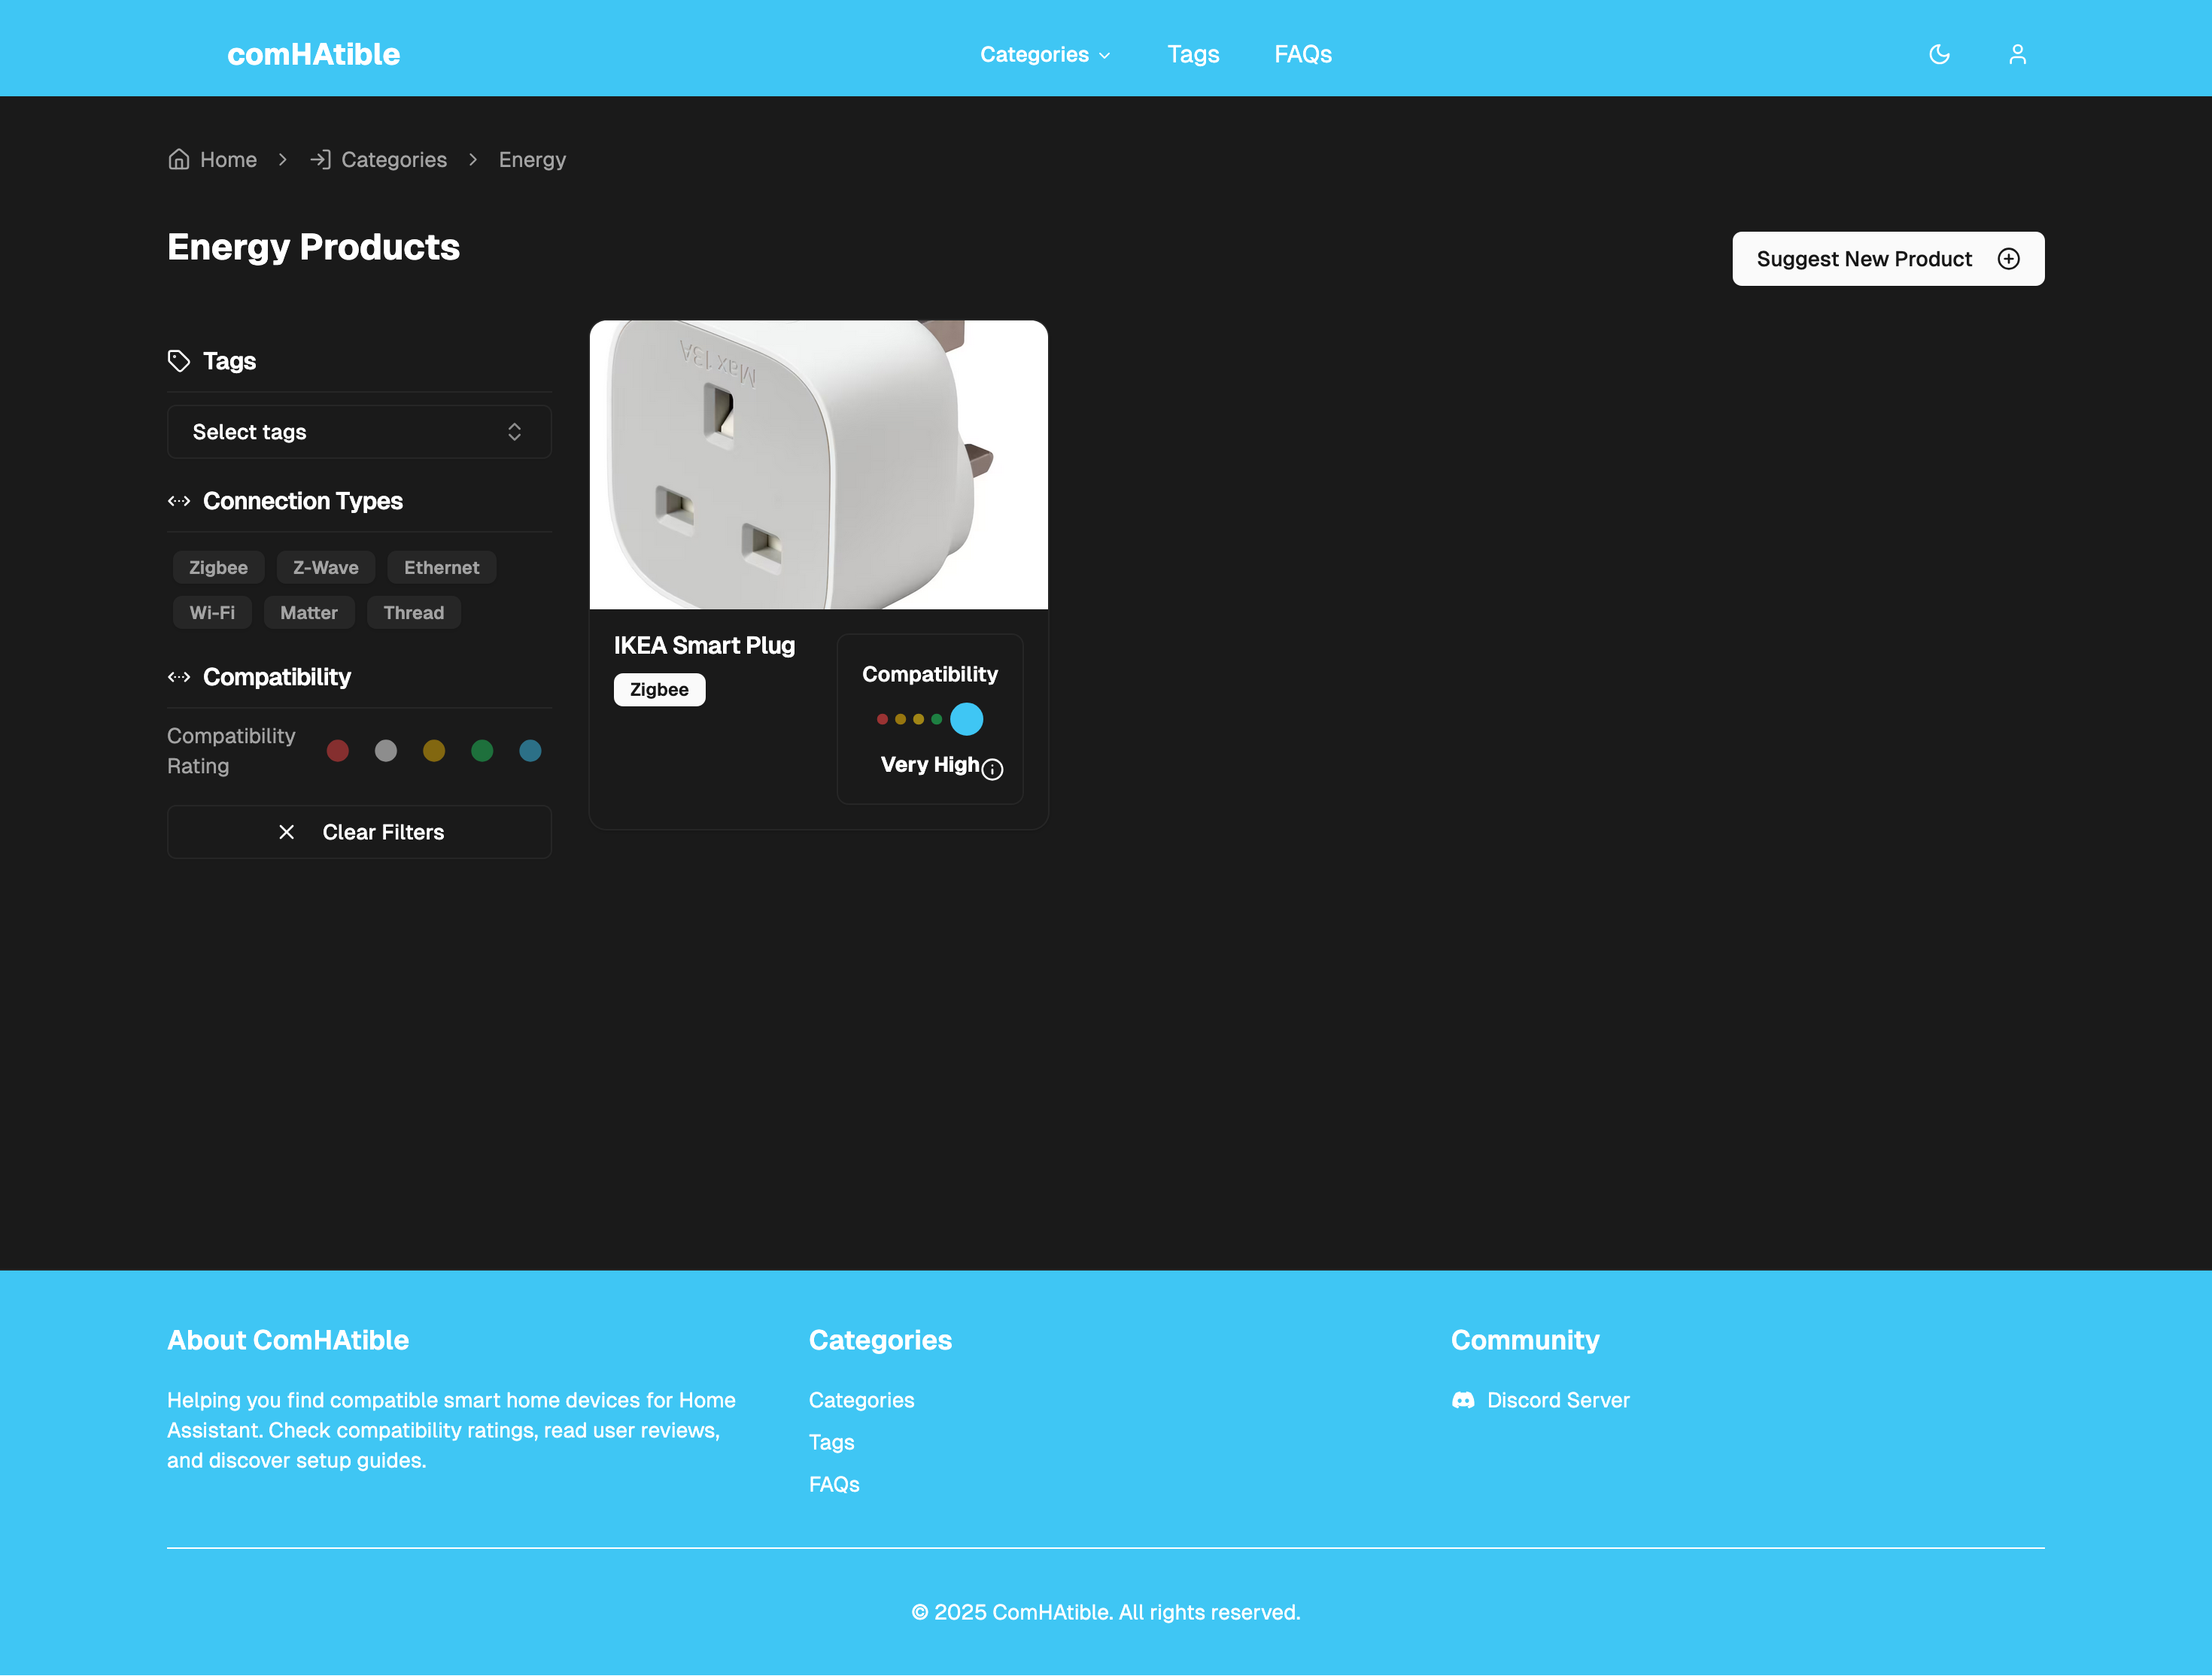 comHAtible
Categories
Tags
FAQs
Home
Categories
Energy
Energy Products
Suggest New Product
Tags
Select tags
Connection Types
Zigbee
Z-Wave
Ethernet
Wi-Fi
Matter
Thread
Compatibility
Compatibility
Rating
Clear Filters
Max 13A
IKEA Smart Plug
Zigbee
Compatibility
Very High
About ComHAtible
Helping you find compatible smart home devices for Home
Assistant. Check compatibility ratings, read user reviews,
and discover setup guides.
Categories
Categories
Tags
FAQs
Community
Discord Server
© 2025 ComHAtible. All rights reserved.